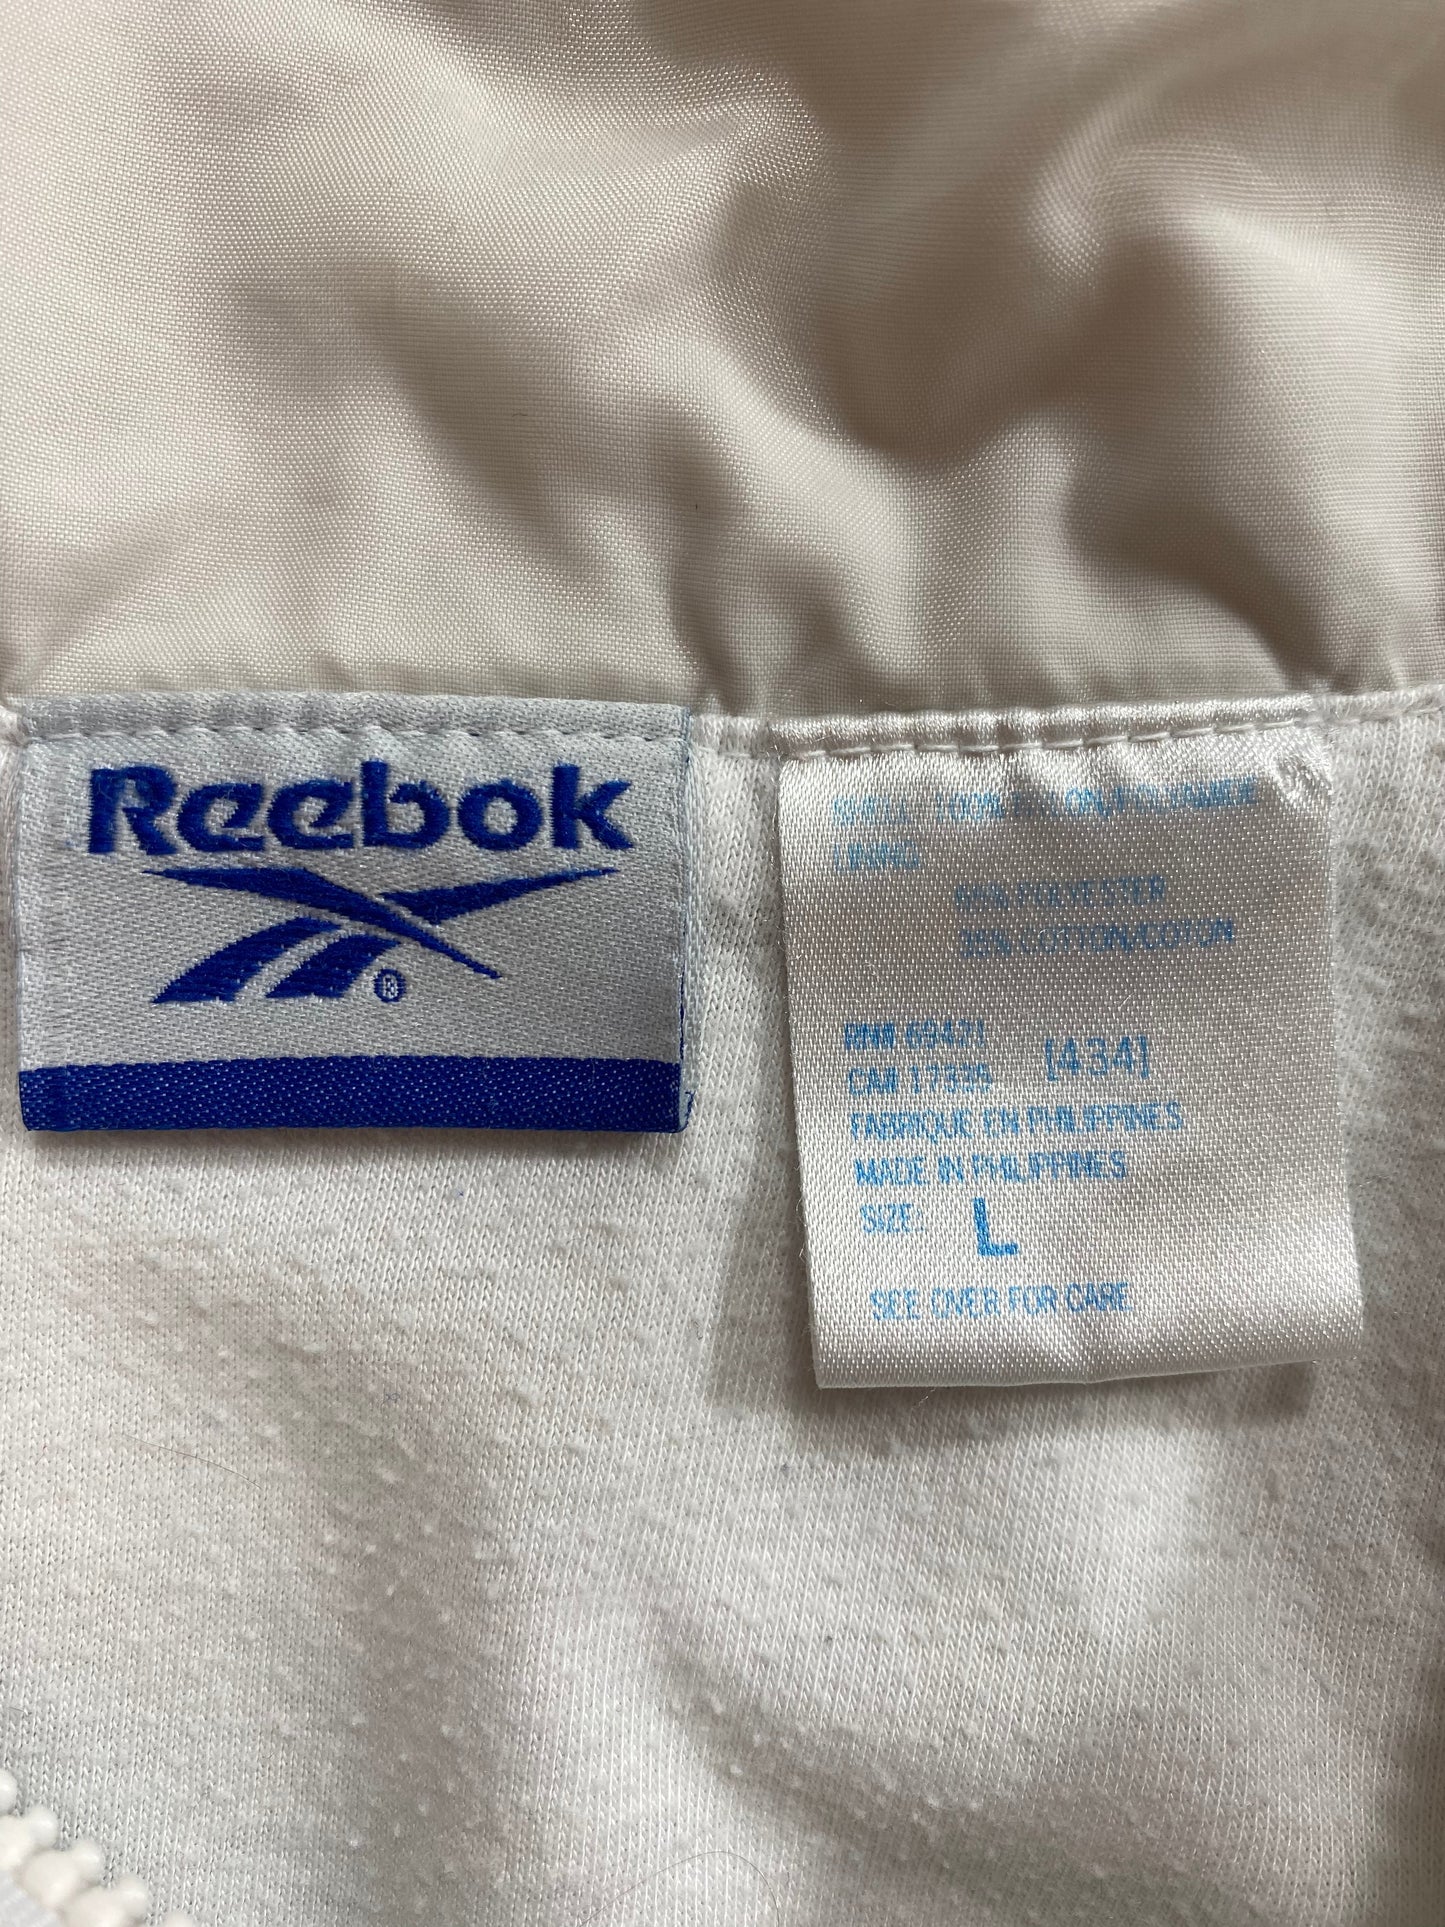 Reebok
®
SHELL: 100% NYLON/POLYAMIDE
LINING:
65% POLYESTER
35% COTTON/COTON
RN# 69471
CA# 17335 [434]
FABRIQUE EN PHILIPPINES
MADE IN PHILIPPINES
SIZE: L
SEE OVER FOR CARE